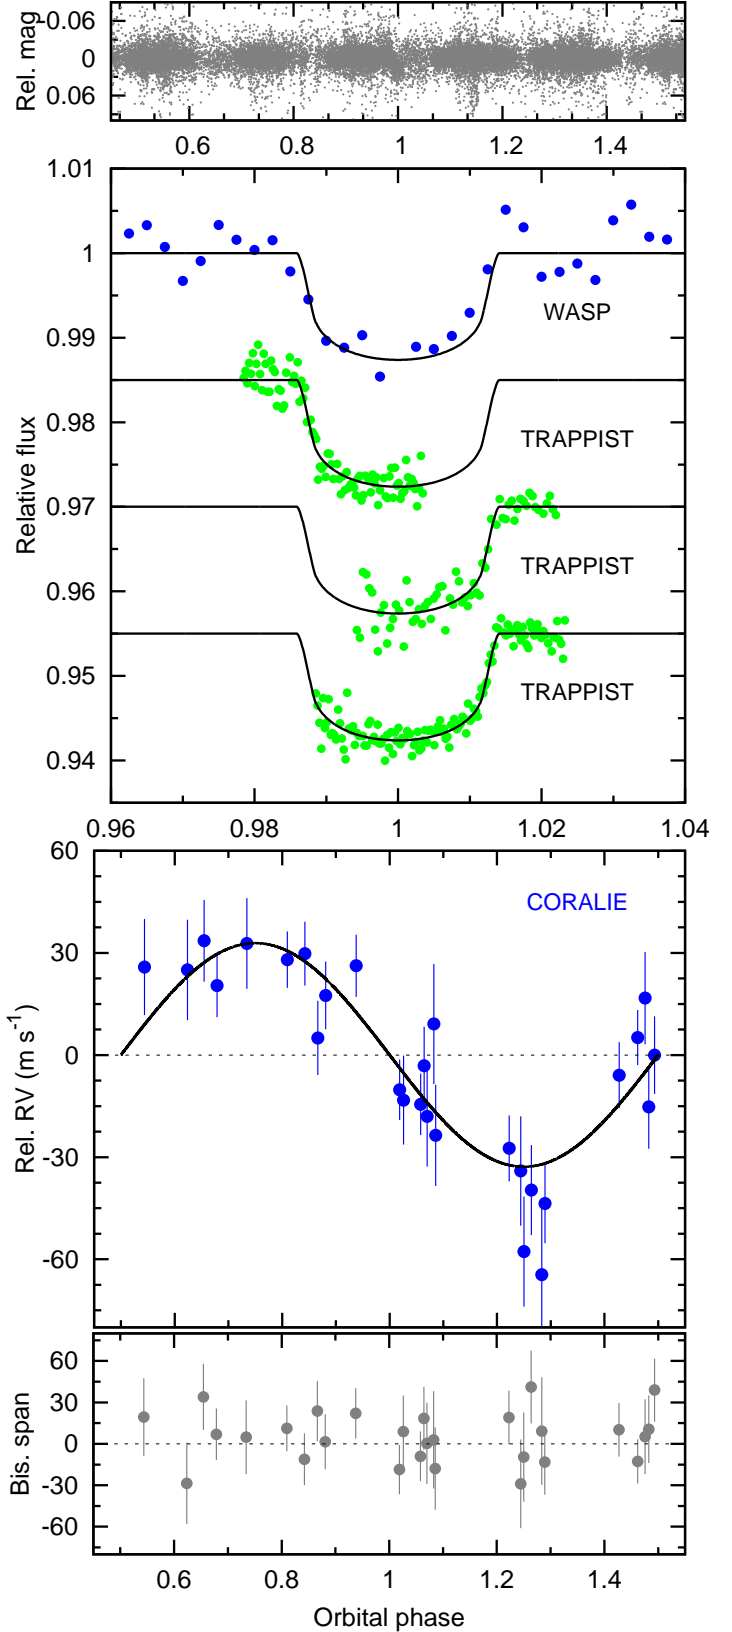 Rel. mag
-0.06
0
0.06
0.6 0.8 1 1.2 1.4
Relative flux
1.01
1
0.99
0.98
0.97
0.96
0.95
0.94
WASP
TRAPPIST
TRAPPIST
TRAPPIST
0.96 0.98 1 1.02 1.04
Rel. RV (m s⁻¹)
60
30
0
-30
-60
CORALIE
Bis. span
60
30
0
-30
-60
0.6 0.8 1 1.2 1.4
Orbital phase